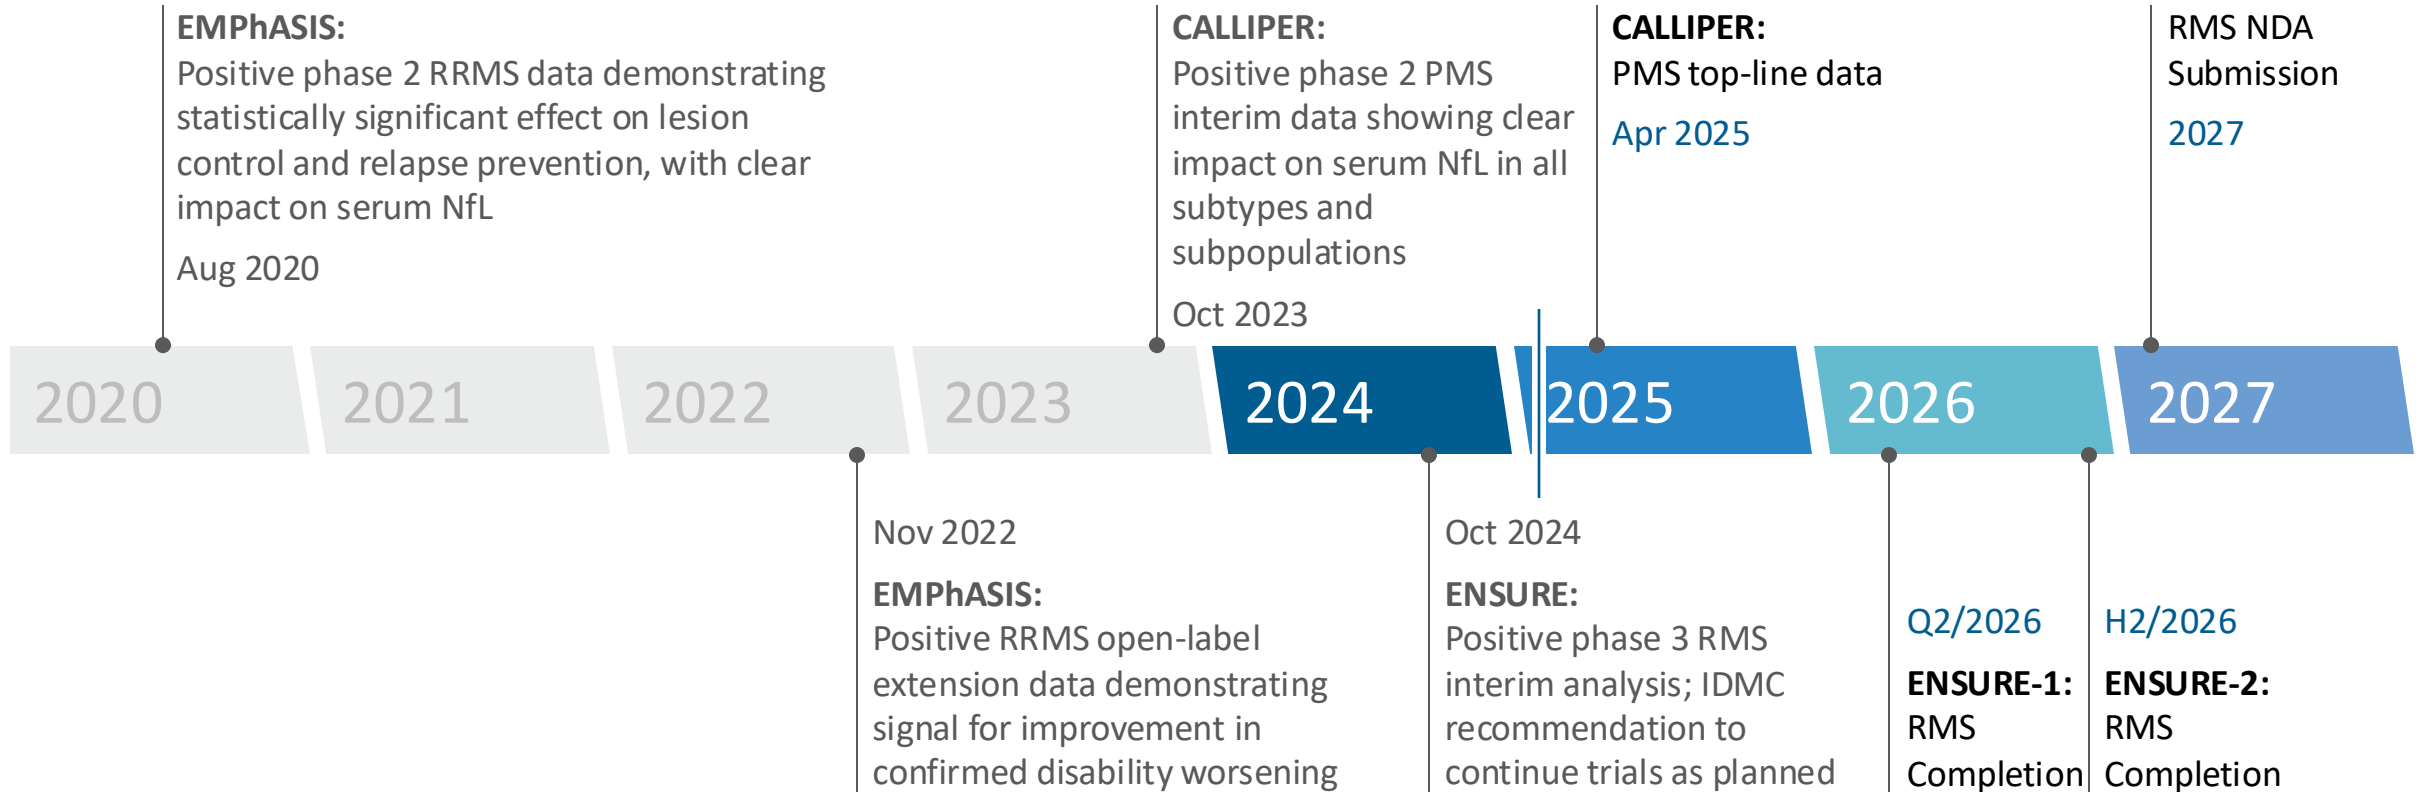 EMPhASIS:
Positive phase 2 RRMS data demonstrating
statistically significant effect on lesion
control and relapse prevention, with clear
impact on serum NfL
Aug 2020
CALLIPER:
Positive phase 2 PMS
interim data showing clear
impact on serum NfL in all
subtypes and
subpopulations
Oct 2023
CALLIPER:
PMS top-line data
Apr 2025
RMS NDA
Submission
2027
2020
2021
2022
2023
2024
2025
2026
2027
Nov 2022
EMPhASIS:
Positive RRMS open-label
extension data demonstrating
signal for improvement in
confirmed disability worsening
Oct 2024
ENSURE:
Positive phase 3 RMS
interim analysis; IDMC
recommendation to
continue trials as planned
Q2/2026
ENSURE-1:
RMS
Completion
H2/2026
ENSURE-2:
RMS
Completion